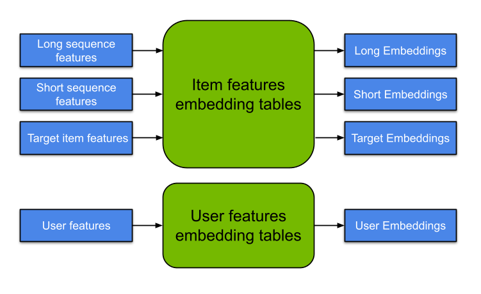 Long sequence
features
Short sequence
features
Target item features
Item features
embedding tables
Long Embeddings
Short Embeddings
Target Embeddings
User features
User features
embedding tables
User Embeddings